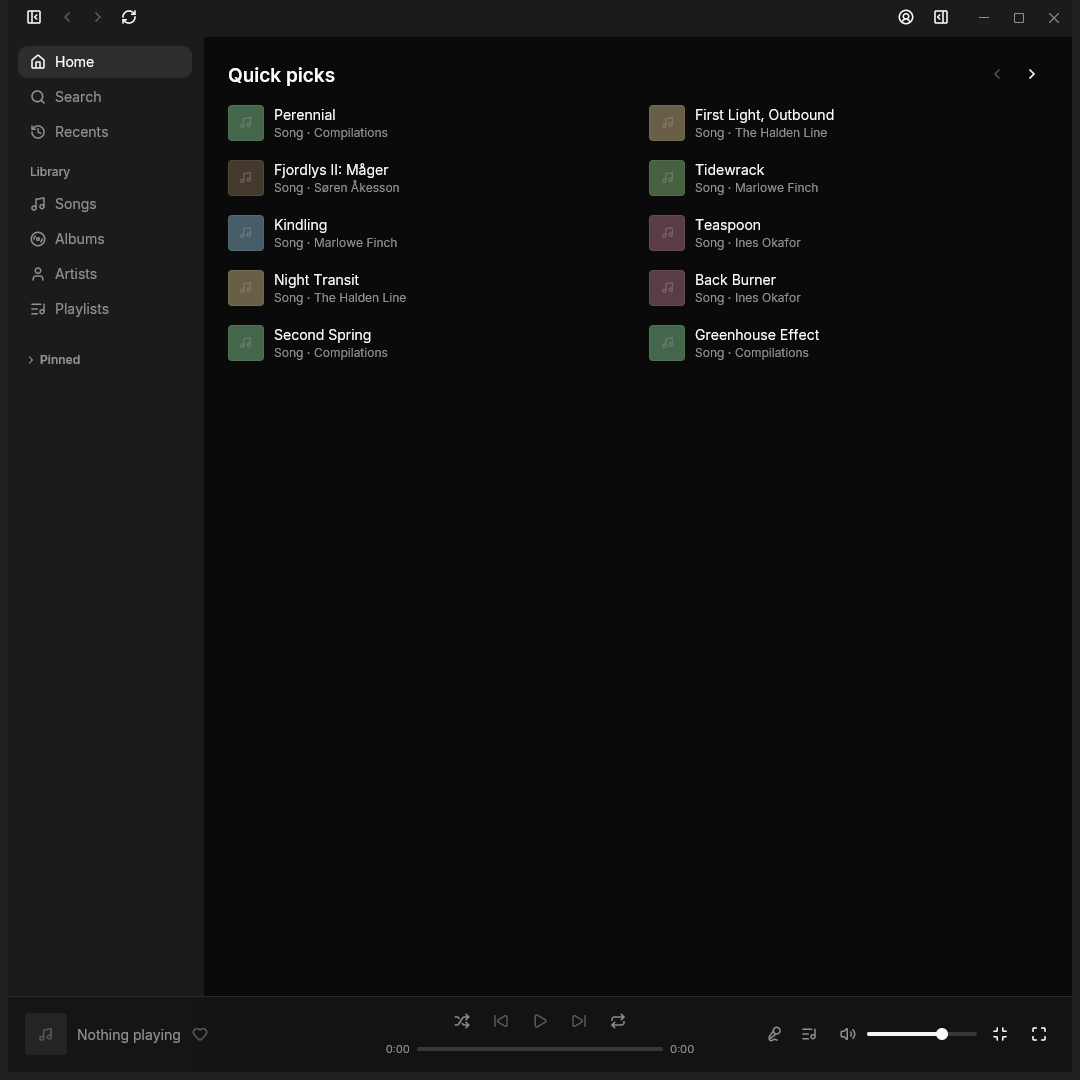 Home
Search
Recents
Library
Songs
Albums
Artists
Playlists
Pinned
Quick picks
Perennial
Song · Compilations
First Light, Outbound
Song · The Halden Line
Fjordlys II: Måger
Song · Søren Åkesson
Tidewrack
Song · Marlowe Finch
Kindling
Song · Marlowe Finch
Teaspoon
Song · Ines Okafor
Night Transit
Song · The Halden Line
Back Burner
Song · Ines Okafor
Second Spring
Song · Compilations
Greenhouse Effect
Song · Compilations
Nothing playing
0:00
0:00